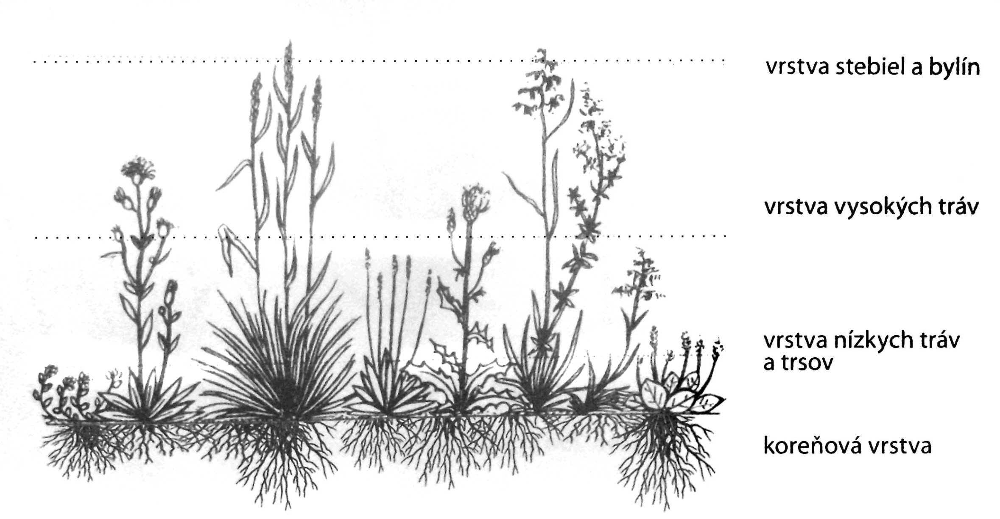 vrstva stebiel a bylín
vrstva vysokých tráv
vrstva nízkych tráv
a trsov
koreňová vrstva